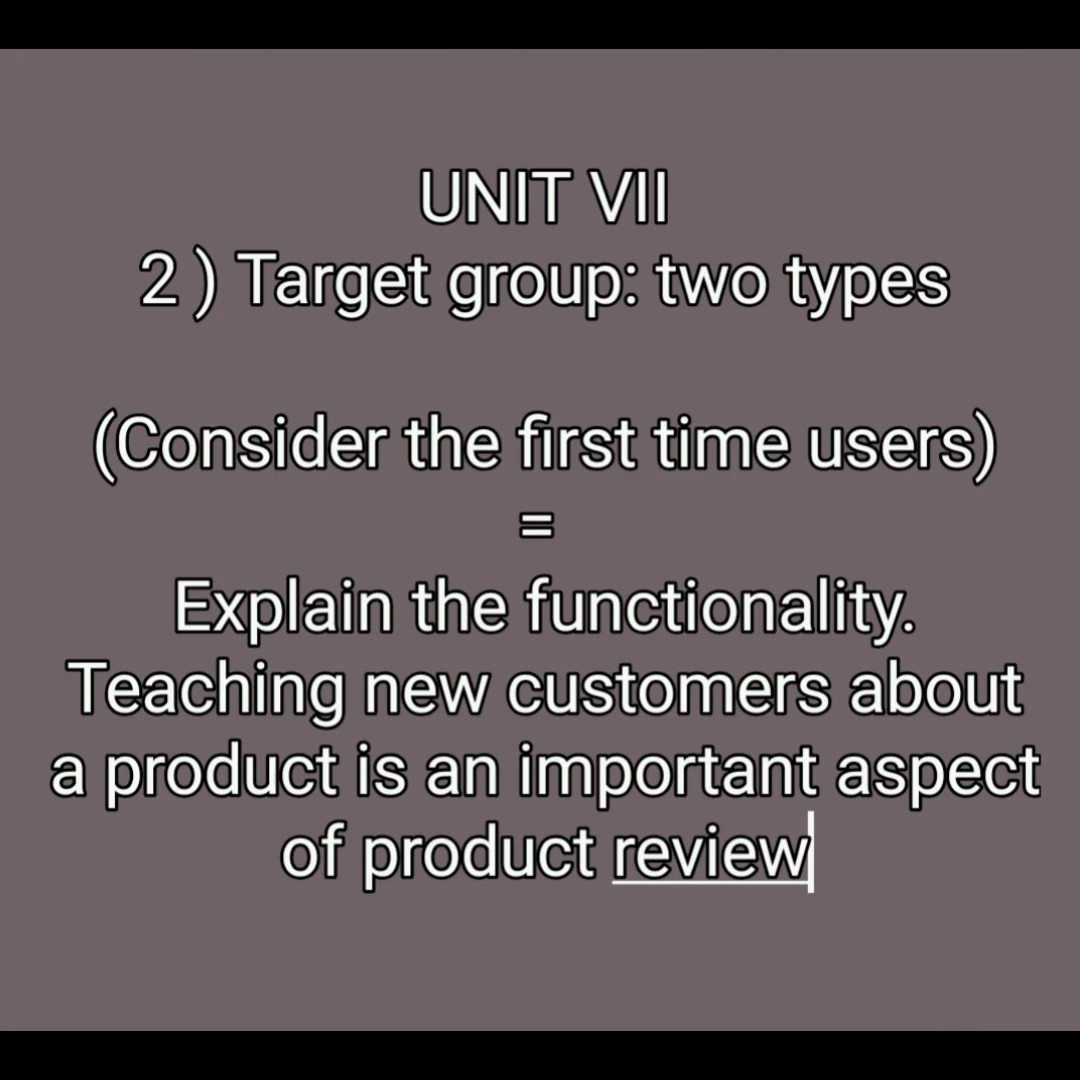 UNIT VII
2 ) Target group: two types
(Consider the first time users)
=
Explain the functionality.
Teaching new customers about
a product is an important aspect
of product review